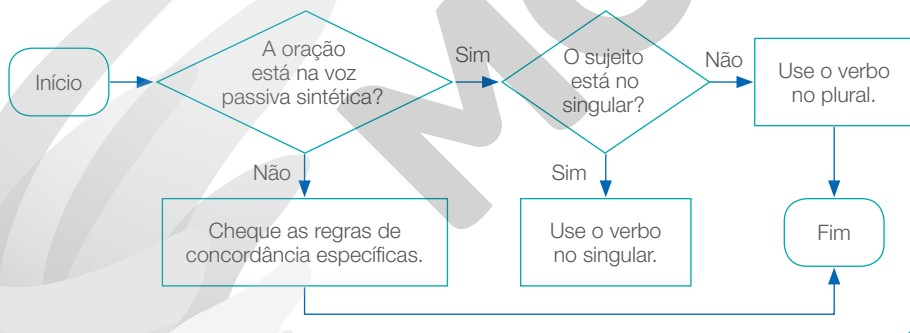 Início
A oração
está na voz
passiva sintética?
Sim
O sujeito
está no
singular?
Não
Use o verbo
no plural.
Não
Cheque as regras de
concordância específicas.
Sim
Use o verbo
no singular.
Fim